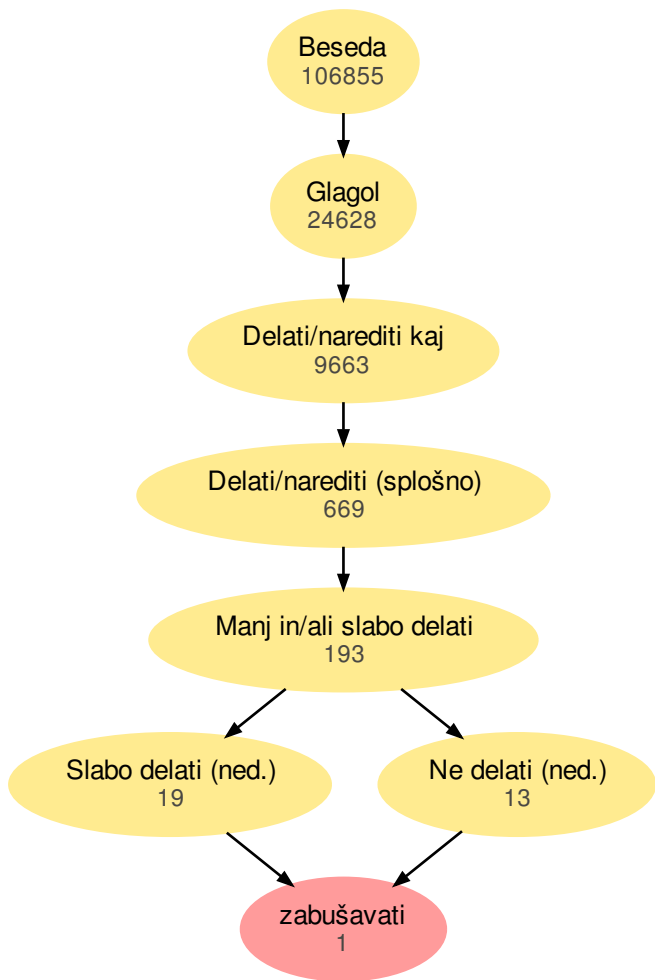 Beseda
106855
Glagol
24628
Delati/narediti kaj
9663
Delati/narediti (splošno)
669
Manj in/ali slabo delati
193
Slabo delati (ned.)
19
Ne delati (ned.)
13
zabušavati
1